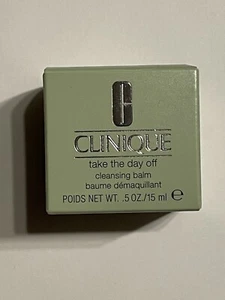 CLINIQUE
take the day off
cleansing balm
baume démaquillant
POIDS NET WT. .5 OZ./15 ml e